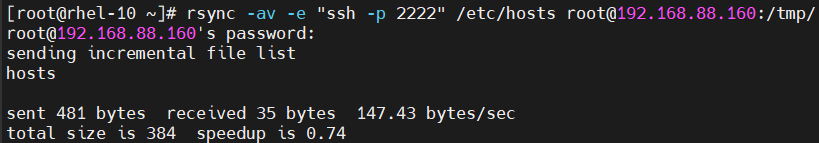 [root@rhel-10 ~]# rsync -av -e "ssh -p 2222" /etc/hosts root@192.168.88.160:/tmp/
root@192.168.88.160's password:
sending incremental file list
hosts

sent 481 bytes  received 35 bytes  147.43 bytes/sec
total size is 384  speedup is 0.74